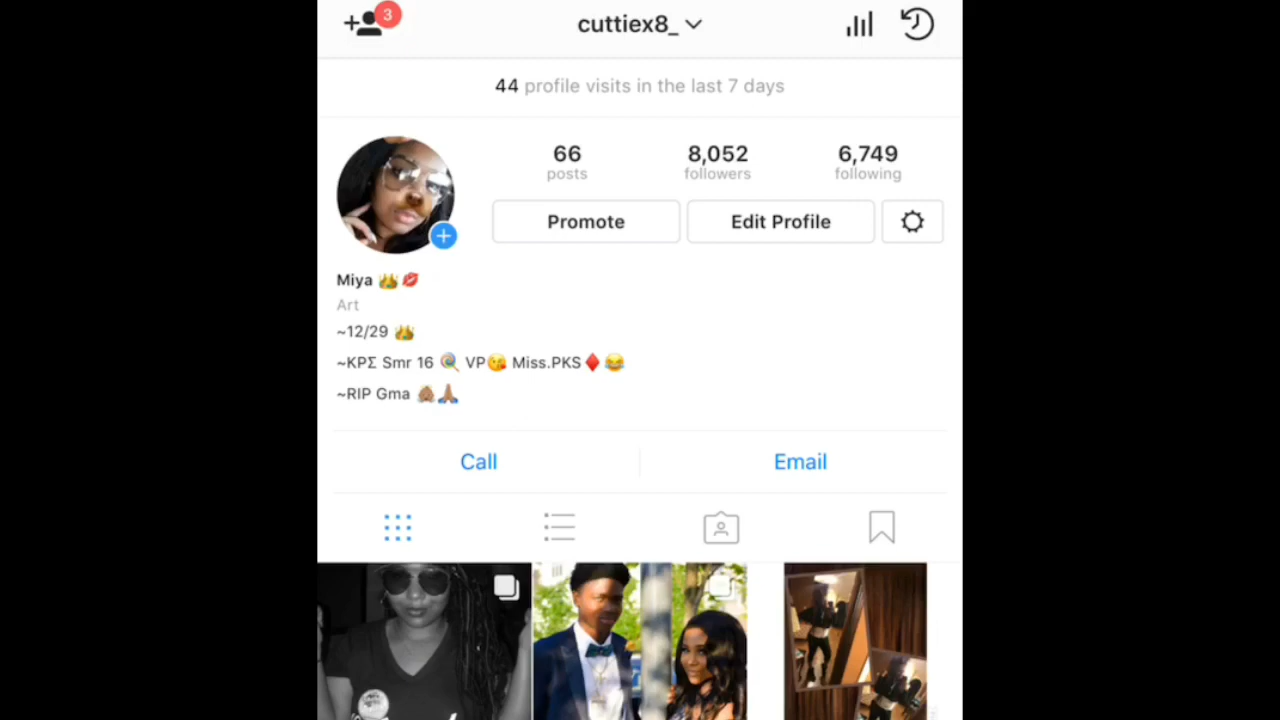 3
cuttiex8_
44 profile visits in the last 7 days
66 8,052 6,749
posts followers following
Promote Edit Profile
Miya 👑💋
Art
~12/29 👑
~ΚΡΣ Smr 16 🍭 VP😘 Miss.PKS♦️😂
~RIP Gma 🙈🙏🏽
Call Email